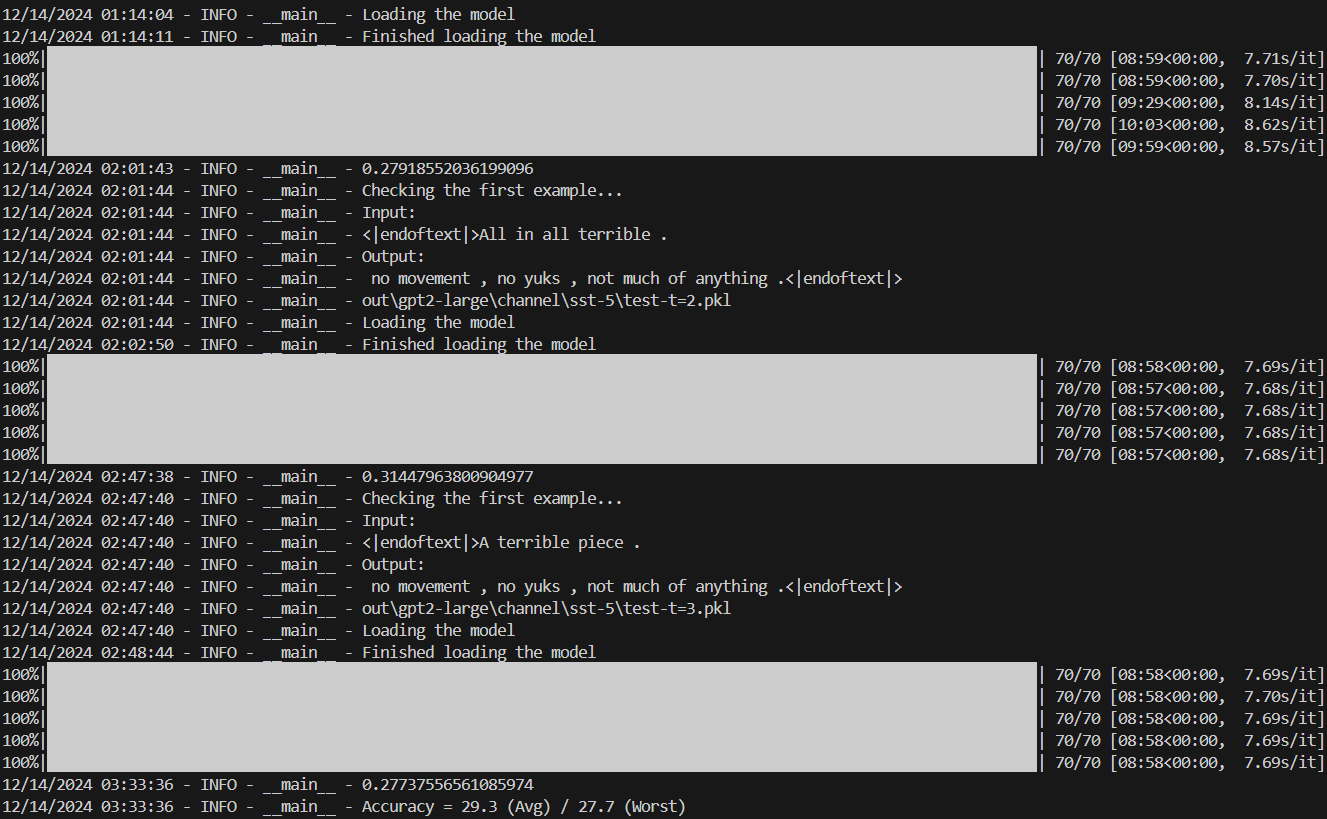 12/14/2024 01:14:04 - INFO - __main__ - Loading the model
12/14/2024 01:14:11 - INFO - __main__ - Finished loading the model
100%| | 70/70 [08:59<00:00,  7.71s/it]
100%| | 70/70 [08:59<00:00,  7.70s/it]
100%| | 70/70 [09:29<00:00,  8.14s/it]
100%| | 70/70 [10:03<00:00,  8.62s/it]
100%| | 70/70 [09:59<00:00,  8.57s/it]
12/14/2024 02:01:43 - INFO - __main__ - 0.27918552036199096
12/14/2024 02:01:44 - INFO - __main__ - Checking the first example...
12/14/2024 02:01:44 - INFO - __main__ - Input:
12/14/2024 02:01:44 - INFO - __main__ - <|endoftext|>All in all terrible .
12/14/2024 02:01:44 - INFO - __main__ - Output:
12/14/2024 02:01:44 - INFO - __main__ -  no movement , no yuks , not much of anything .<|endoftext|>
12/14/2024 02:01:44 - INFO - __main__ - out\gpt2-large\channel\sst-5\test-t=2.pkl
12/14/2024 02:01:44 - INFO - __main__ - Loading the model
12/14/2024 02:02:50 - INFO - __main__ - Finished loading the model
100%| | 70/70 [08:58<00:00,  7.69s/it]
100%| | 70/70 [08:57<00:00,  7.68s/it]
100%| | 70/70 [08:57<00:00,  7.68s/it]
100%| | 70/70 [08:57<00:00,  7.68s/it]
100%| | 70/70 [08:57<00:00,  7.68s/it]
12/14/2024 02:47:38 - INFO - __main__ - 0.31447963800904977
12/14/2024 02:47:40 - INFO - __main__ - Checking the first example...
12/14/2024 02:47:40 - INFO - __main__ - Input:
12/14/2024 02:47:40 - INFO - __main__ - <|endoftext|>A terrible piece .
12/14/2024 02:47:40 - INFO - __main__ - Output:
12/14/2024 02:47:40 - INFO - __main__ -  no movement , no yuks , not much of anything .<|endoftext|>
12/14/2024 02:47:40 - INFO - __main__ - out\gpt2-large\channel\sst-5\test-t=3.pkl
12/14/2024 02:47:40 - INFO - __main__ - Loading the model
12/14/2024 02:48:44 - INFO - __main__ - Finished loading the model
100%| | 70/70 [08:58<00:00,  7.69s/it]
100%| | 70/70 [08:58<00:00,  7.70s/it]
100%| | 70/70 [08:58<00:00,  7.69s/it]
100%| | 70/70 [08:58<00:00,  7.69s/it]
100%| | 70/70 [08:58<00:00,  7.69s/it]
12/14/2024 03:33:36 - INFO - __main__ - 0.27737556561085974
12/14/2024 03:33:36 - INFO - __main__ - Accuracy = 29.3 (Avg) / 27.7 (Worst)